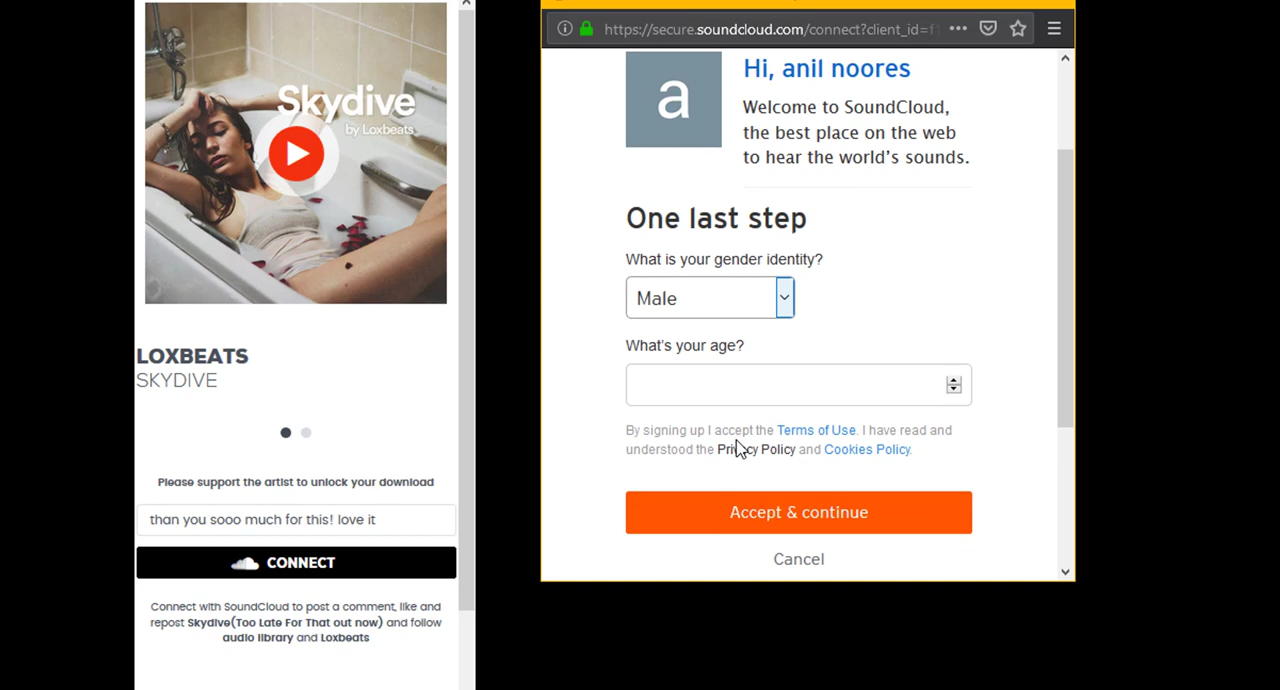 Skydive
by Loxbeats
LOXBEATS
SKYDIVE
Please support the artist to unlock your download
than you sooo much for this! love it
CONNECT
Connect with SoundCloud to post a comment, like and
repost Skydive(Too Late For That out now) and follow
audio library and Loxbeats
https://secure.soundcloud.com/connect?client_id=f
a
Hi, anil noores
Welcome to SoundCloud,
the best place on the web
to hear the world's sounds.
One last step
What is your gender identity?
Male
What's your age?
By signing up I accept the Terms of Use. I have read and
understood the Privacy Policy and Cookies Policy.
Accept & continue
Cancel